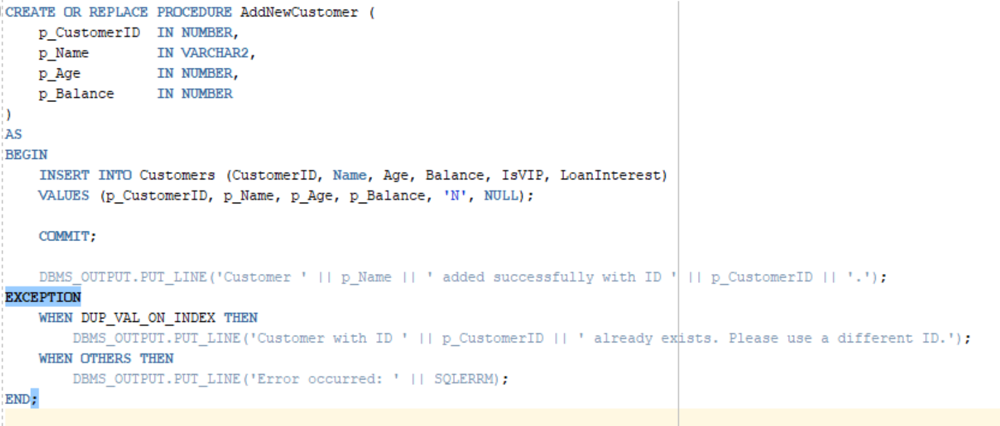 CREATE OR REPLACE PROCEDURE AddNewCustomer (
    p_CustomerID  IN NUMBER,
    p_Name        IN VARCHAR2,
    p_Age         IN NUMBER,
    p_Balance     IN NUMBER
)
AS
BEGIN
    INSERT INTO Customers (CustomerID, Name, Age, Balance, IsVIP, LoanInterest)
    VALUES (p_CustomerID, p_Name, p_Age, p_Balance, 'N', NULL);
    COMMIT;
    DBMS_OUTPUT.PUT_LINE('Customer ' || p_Name || ' added successfully with ID ' || p_CustomerID || '.');
EXCEPTION
    WHEN DUP_VAL_ON_INDEX THEN
        DBMS_OUTPUT.PUT_LINE('Customer with ID ' || p_CustomerID || ' already exists. Please use a different ID.');
    WHEN OTHERS THEN
        DBMS_OUTPUT.PUT_LINE('Error occurred: ' || SQLERRM);
END;